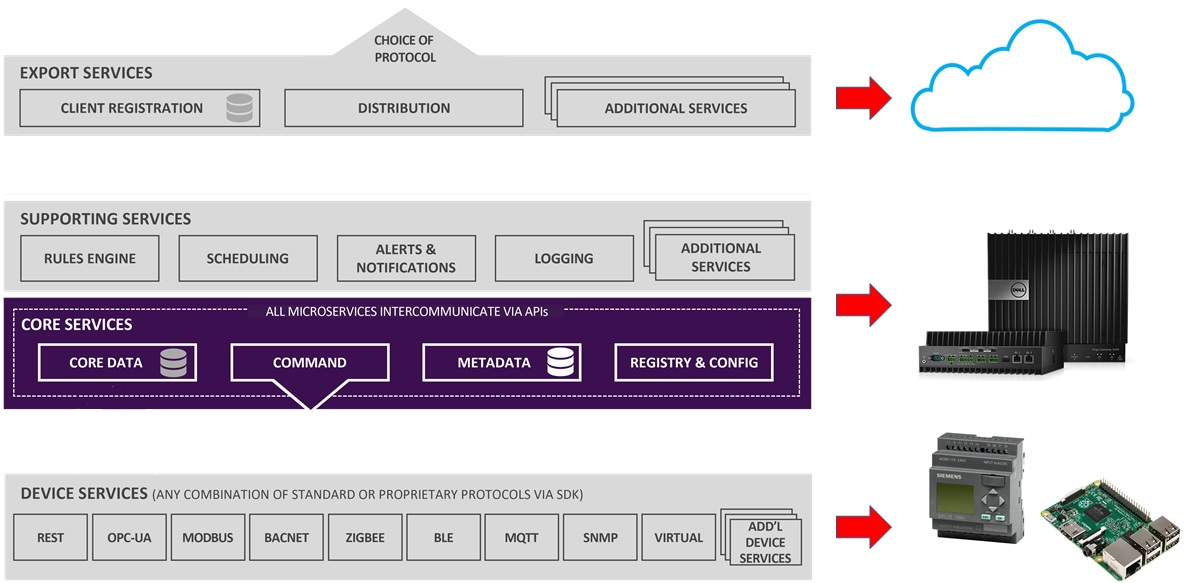 CHOICE OF
PROTOCOL
EXPORT SERVICES
CLIENT REGISTRATION
DISTRIBUTION
ADDITIONAL SERVICES
SUPPORTING SERVICES
RULES ENGINE
SCHEDULING
ALERTS &
NOTIFICATIONS
LOGGING
ADDITIONAL
SERVICES
ALL MICROSERVICES INTERCOMMUNICATE VIA APIs
CORE SERVICES
CORE DATA
COMMAND
METADATA
REGISTRY & CONFIG
DELL
DEVICE SERVICES (ANY COMBINATION OF STANDARD OR PROPRIETARY PROTOCOLS VIA SDK)
REST
OPC-UA
MODBUS
BACNET
ZIGBEE
BLE
MQTT
SNMP
VIRTUAL
ADD'L
DEVICE
SERVICES
SIEMENS